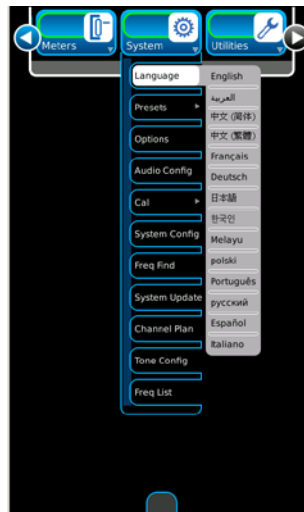 Meters
System
Utilities
Language
Presets
Options
Audio Config
Cal
System Config
Freq Find
System Update
Channel Plan
Tone Config
Freq List
English
العربية
中文 (简体)
中文 (繁體)
Français
Deutsch
日本語
한국인
Melayu
polski
Português
русский
Español
Italiano